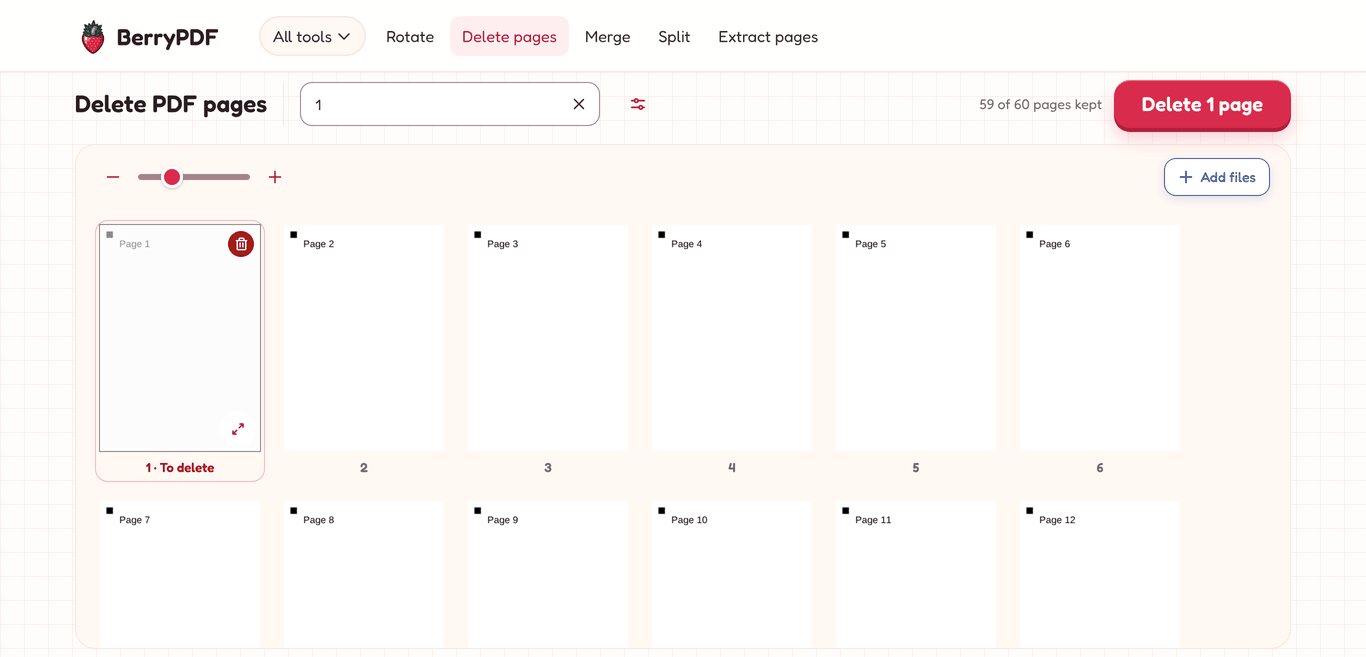 BerryPDF
All tools
Rotate
Delete pages
Merge
Split
Extract pages
Delete PDF pages
1
59 of 60 pages kept
Delete 1 page
Add files
Page 1
Page 2
Page 3
Page 4
Page 5
Page 6
1 · To delete
2
3
4
5
6
Page 7
Page 8
Page 9
Page 10
Page 11
Page 12